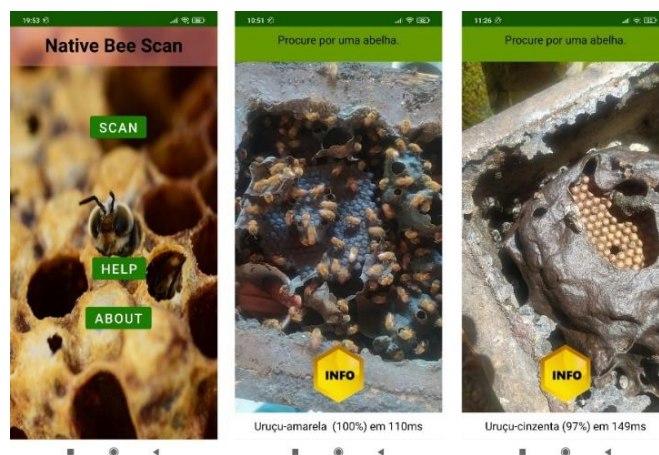 19:53
Native Bee Scan
SCAN
HELP
ABOUT
10:51
Procure por uma abelha.
INFO
Uruçu-amarela (100%) em 110ms
11:26
Procure por uma abelha.
INFO
Uruçu-cinzenta (97%) em 149ms